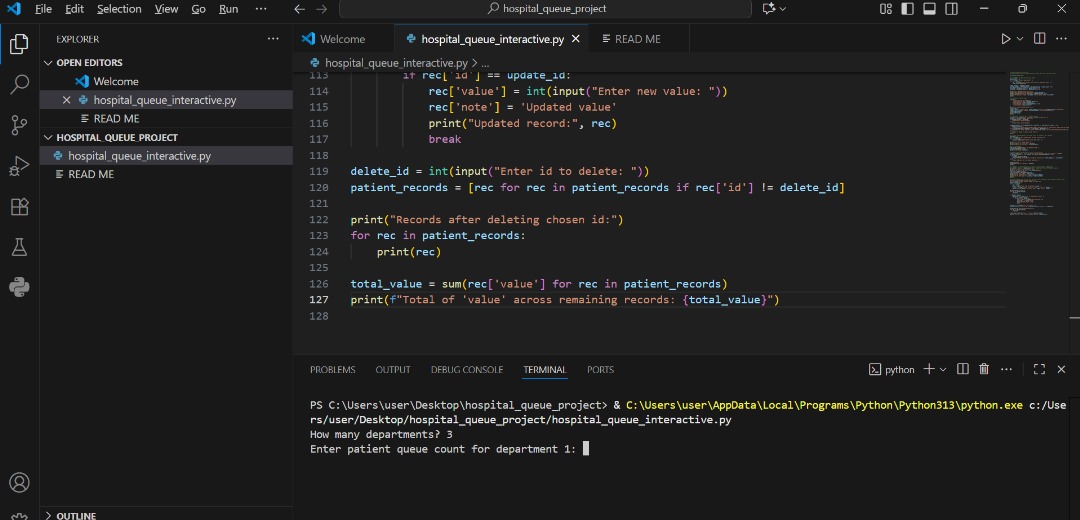 File Edit Selection View Go Run ··· hospital_queue_project
EXPLORER ···
OPEN EDITORS
Welcome
hospital_queue_interactive.py
READ ME
HOSPITAL QUEUE PROJECT
hospital_queue_interactive.py
READ ME
OUTLINE
Welcome hospital_queue_interactive.py READ ME
hospital_queue_interactive.py > ...
113 if rec['id'] == update_id:
114 rec['value'] = int(input("Enter new value: "))
115 rec['note'] = 'Updated value'
116 print("Updated record:", rec)
117 break
118
119 delete_id = int(input("Enter id to delete: "))
120 patient_records = [rec for rec in patient_records if rec['id'] != delete_id]
121
122 print("Records after deleting chosen id:")
123 for rec in patient_records:
124 print(rec)
125
126 total_value = sum(rec['value'] for rec in patient_records)
127 print(f"Total of 'value' across remaining records: {total_value}")
128
PROBLEMS OUTPUT DEBUG CONSOLE TERMINAL PORTS python
PS C:\Users\user\Desktop\hospital_queue_project> & C:\Users\user\AppData\Local\Programs\Python\Python313\python.exe c:/Use
rs/user/Desktop/hospital_queue_project/hospital_queue_interactive.py
How many departments? 3
Enter patient queue count for department 1: